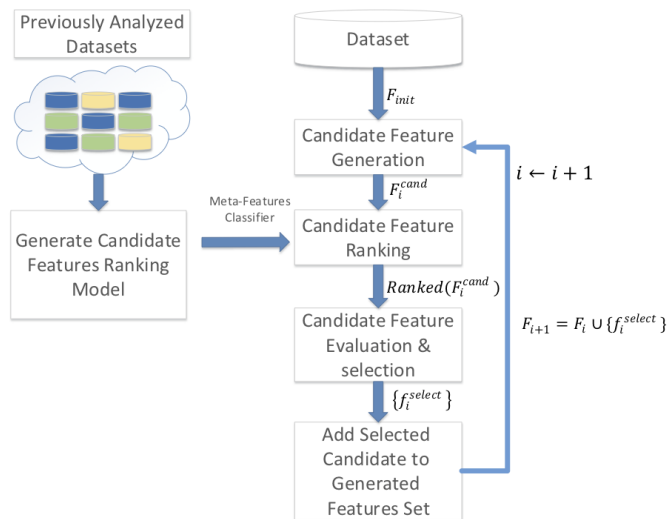 Previously Analyzed
Datasets
Dataset
F_{init}
Candidate Feature
Generation
i ← i + 1
F_i^{cand}
Meta-Features
Classifier
Generate Candidate
Features Ranking
Model
Candidate Feature
Ranking
Ranked(F_i^{cand})
Candidate Feature
Evaluation &
selection
F_{i+1} = F_i ∪ {f_i^{select}}
{f_i^{select}}
Add Selected
Candidate to
Generated
Features Set